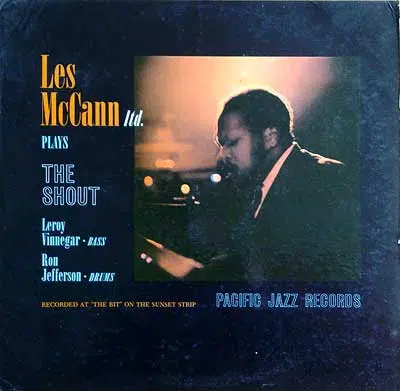 Les
McCann ltd.
PLAYS
THE
SHOUT
Leroy
Vinnegar · BASS
Ron
Jefferson · DRUMS
RECORDED AT "THE BIT" ON THE SUNSET STRIP
PACIFIC JAZZ RECORDS